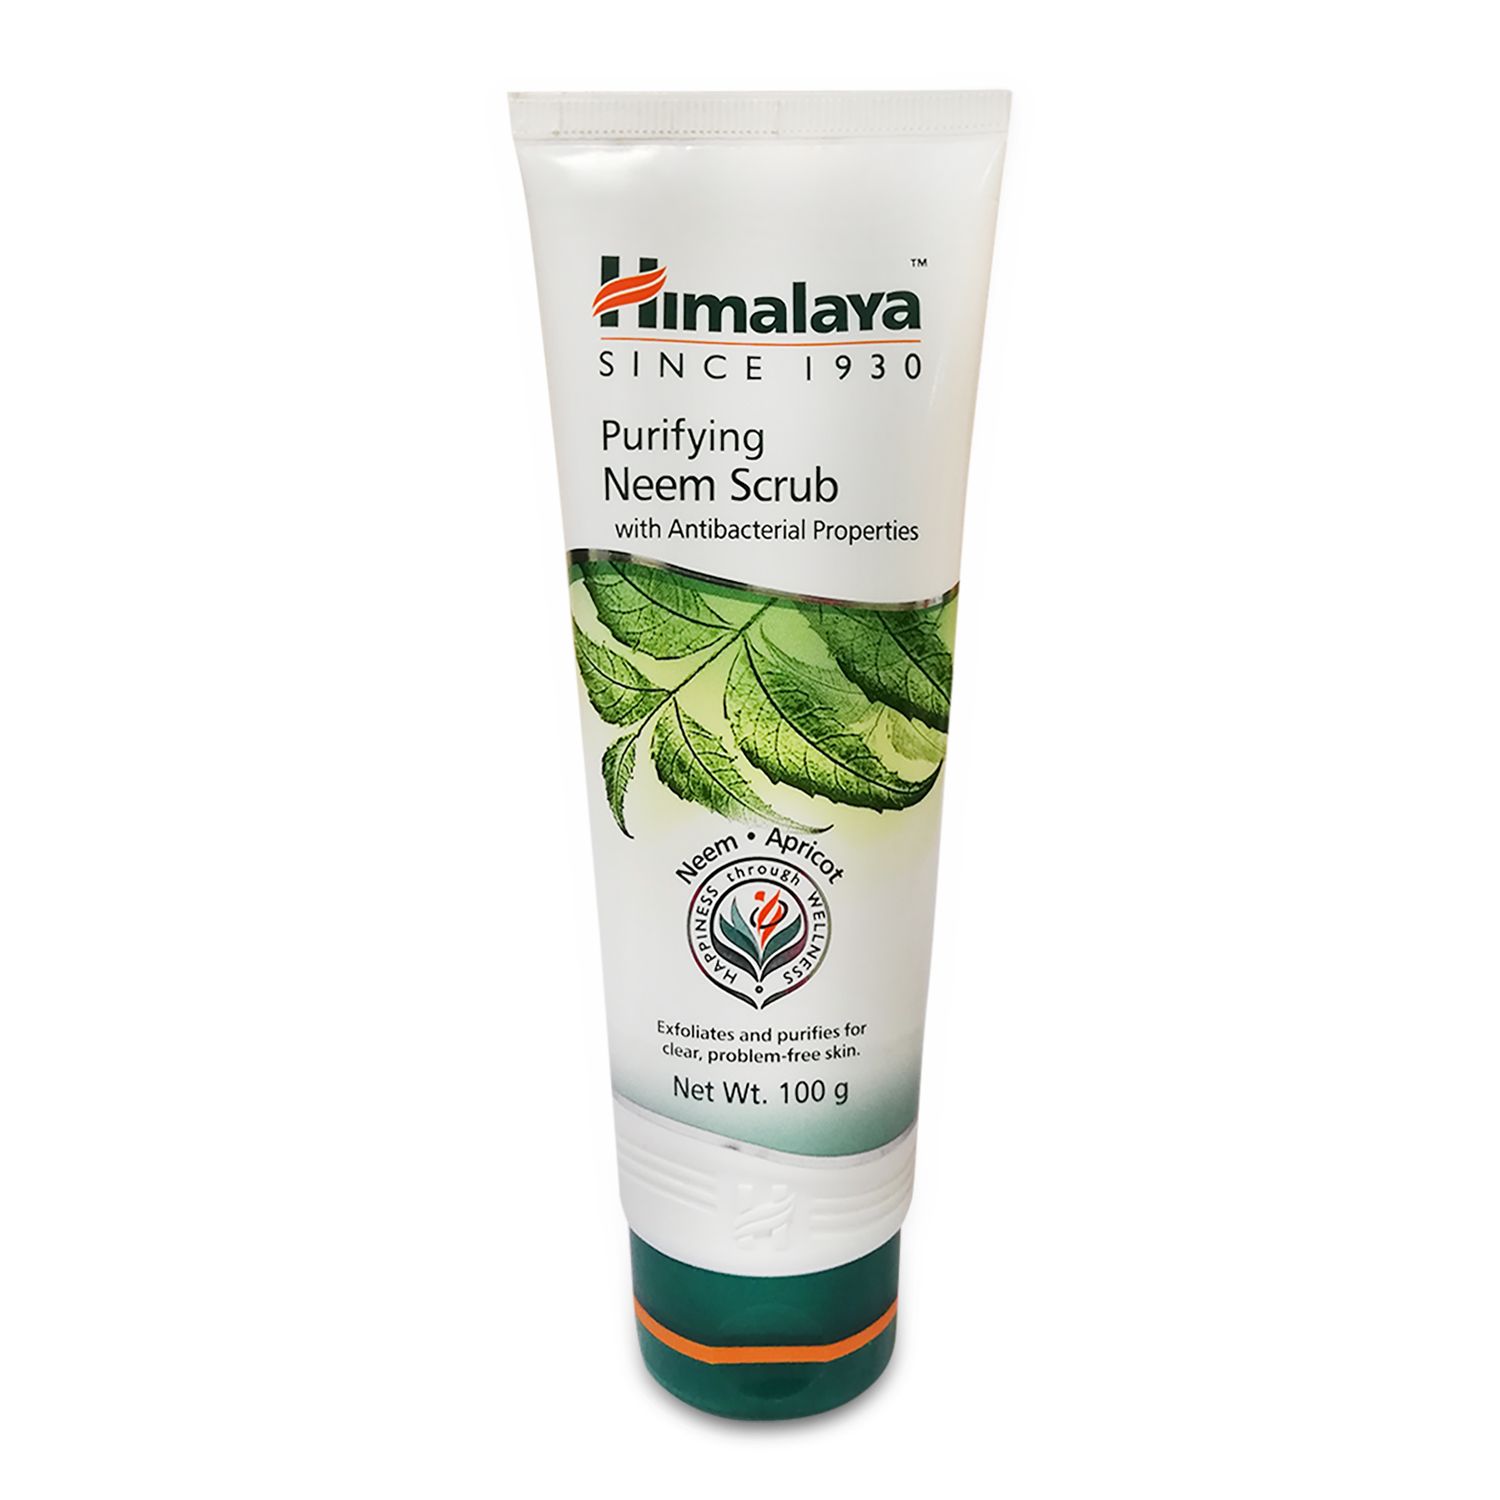 Himalaya™
SINCE 1930
Purifying
Neem Scrub
with Antibacterial Properties
Neem • Apricot
HAPPINESS through WELLNESS
Exfoliates and purifies for
clear, problem-free skin.
Net Wt. 100 g